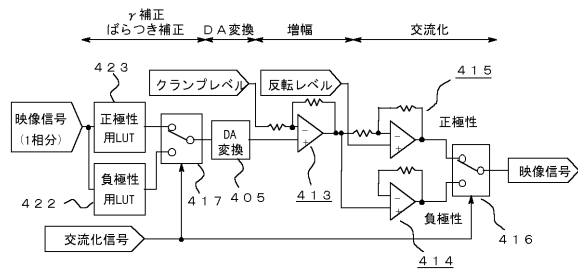 γ補正
ばらつき補正
ＤＡ変換
増幅
交流化
４２３
クランプレベル
反転レベル
４１５
映像信号
(1相分)
正極性
用LUT
DA
変換
正極性
映像信号
４１７
４０５
４１３
４２２
負極性
用LUT
負極性
４１６
交流化信号
４１４